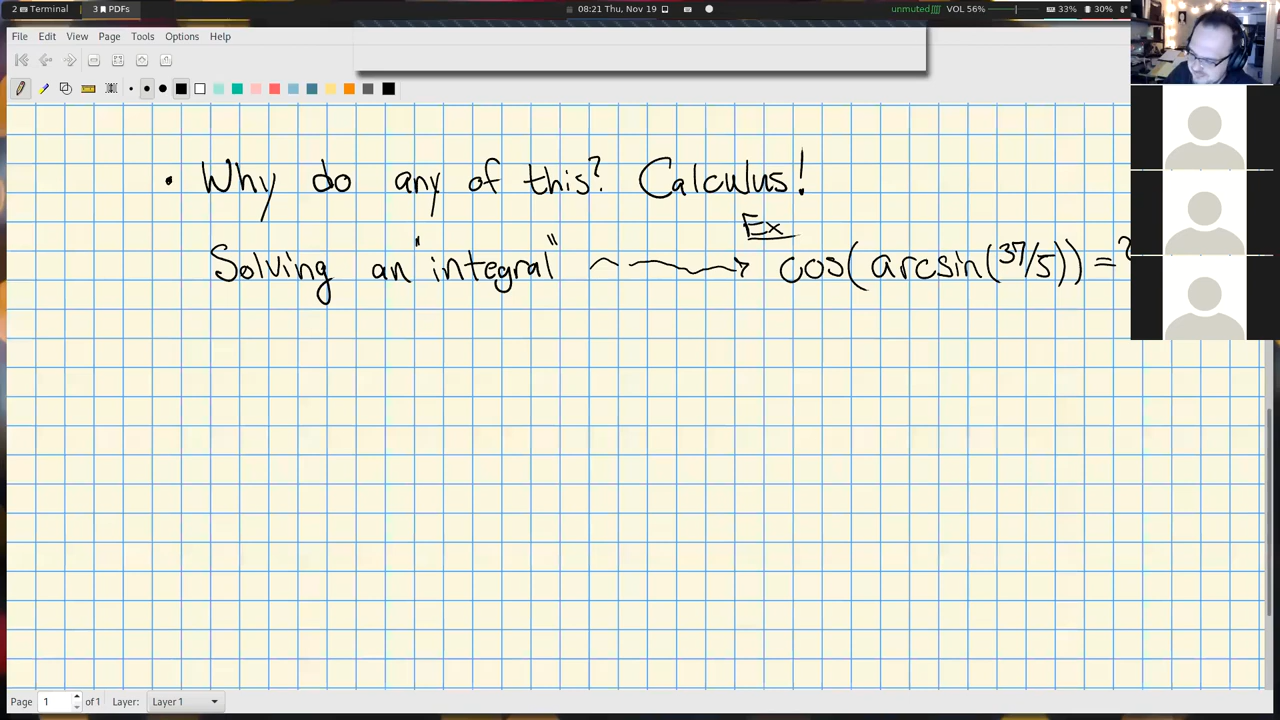 2 Terminal 3 PDFs 08:21 Thu, Nov 19 unmuted VOL 56% 33% 30%
File Edit View Page Tools Options Help
• Why do any of this? Calculus!
Ex
Solving an "integral" cos(arcsin(37/5)) = ?
Page 1 of 1 Layer: Layer 1